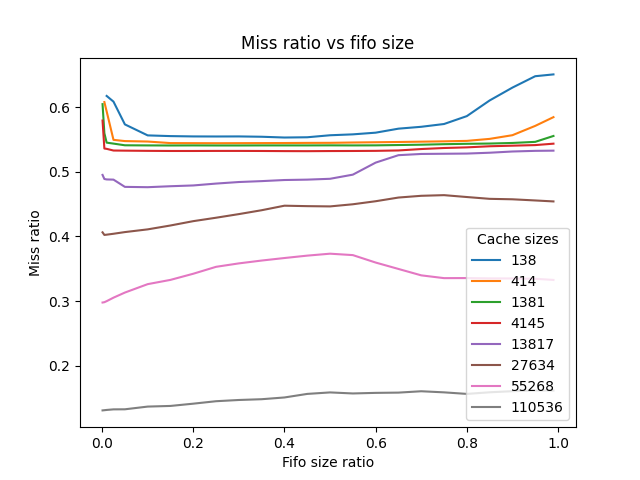 Miss ratio vs fifo size
Miss ratio
0.6
0.5
0.4
0.3
0.2
Cache sizes
138
414
1381
4145
13817
27634
55268
110536
0.0 0.2 0.4 0.6 0.8 1.0
Fifo size ratio